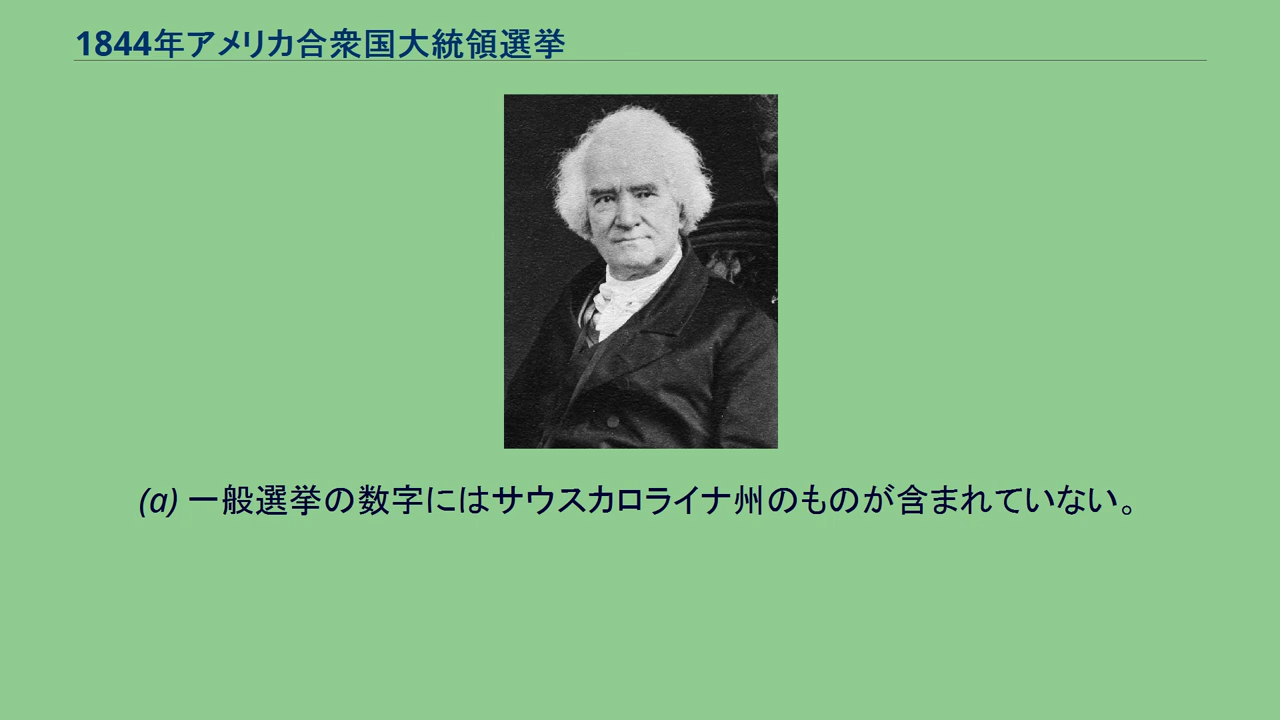 1844年アメリカ合衆国大統領選挙
(a) 一般選挙の数字にはサウスカロライナ州のものが含まれていない。